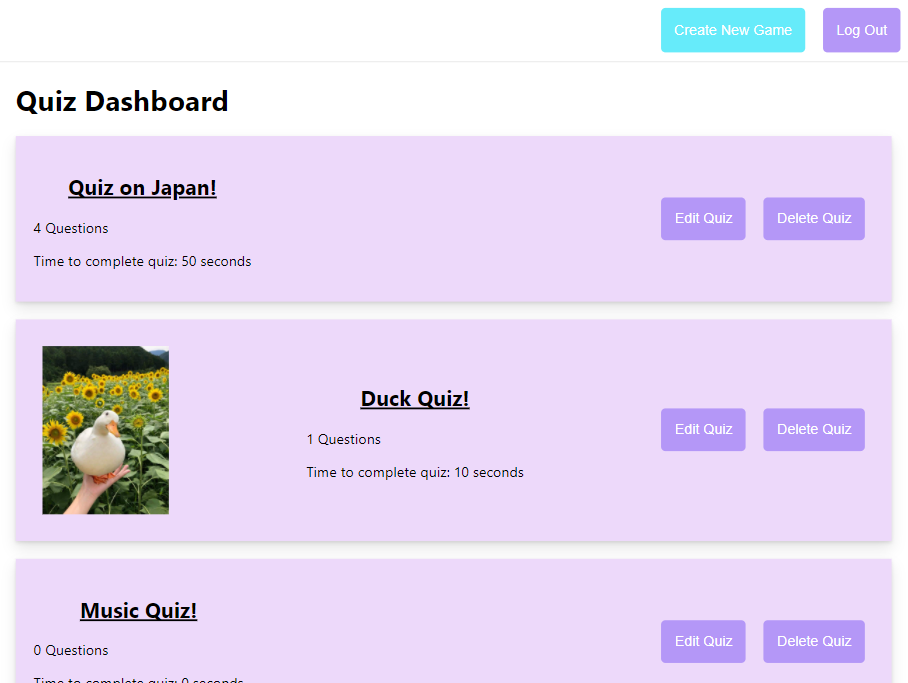 Create New Game
Log Out
Quiz Dashboard
Quiz on Japan!
4 Questions
Time to complete quiz: 50 seconds
Edit Quiz
Delete Quiz
Duck Quiz!
1 Questions
Time to complete quiz: 10 seconds
Edit Quiz
Delete Quiz
Music Quiz!
0 Questions
Time to complete quiz: 0 seconds
Edit Quiz
Delete Quiz